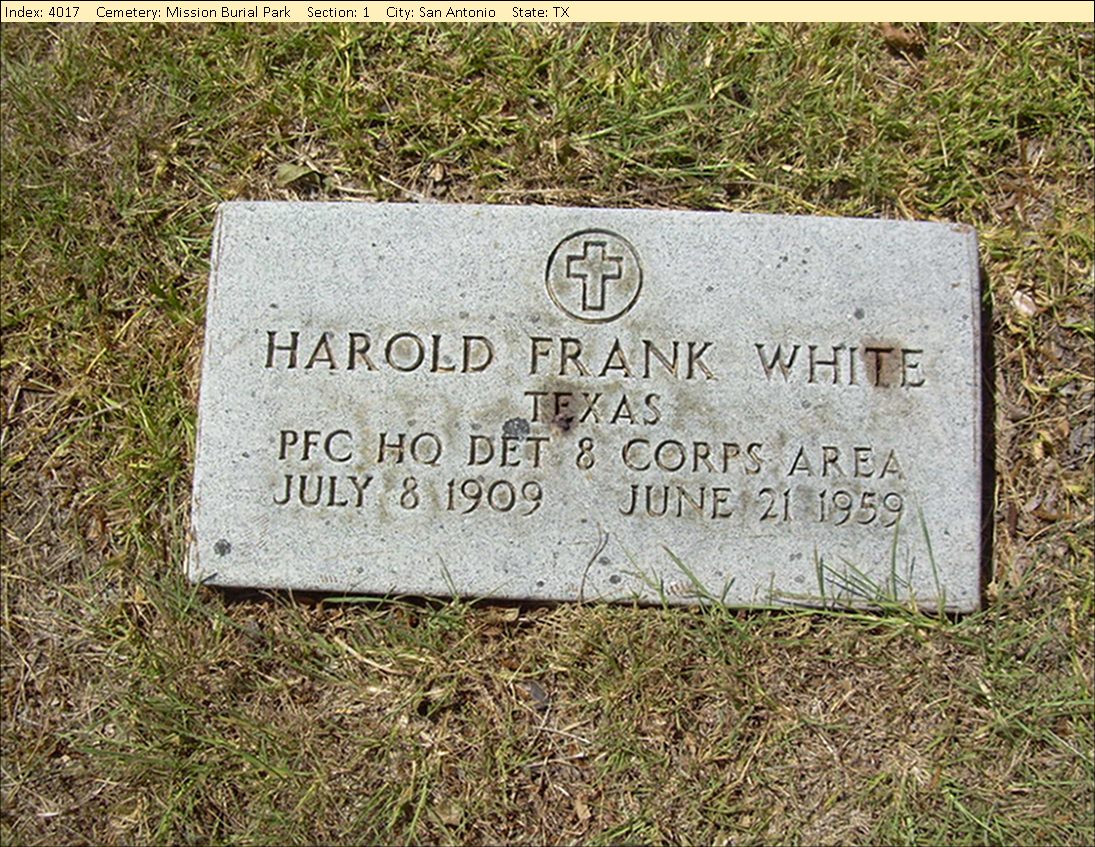 Index: 4017 Cemetery: Mission Burial Park Section: 1 City: San Antonio State: TX
HAROLD FRANK WHITE
TEXAS
PFC HQ DET 8 CORPS AREA
JULY 8 1909 JUNE 21 1959